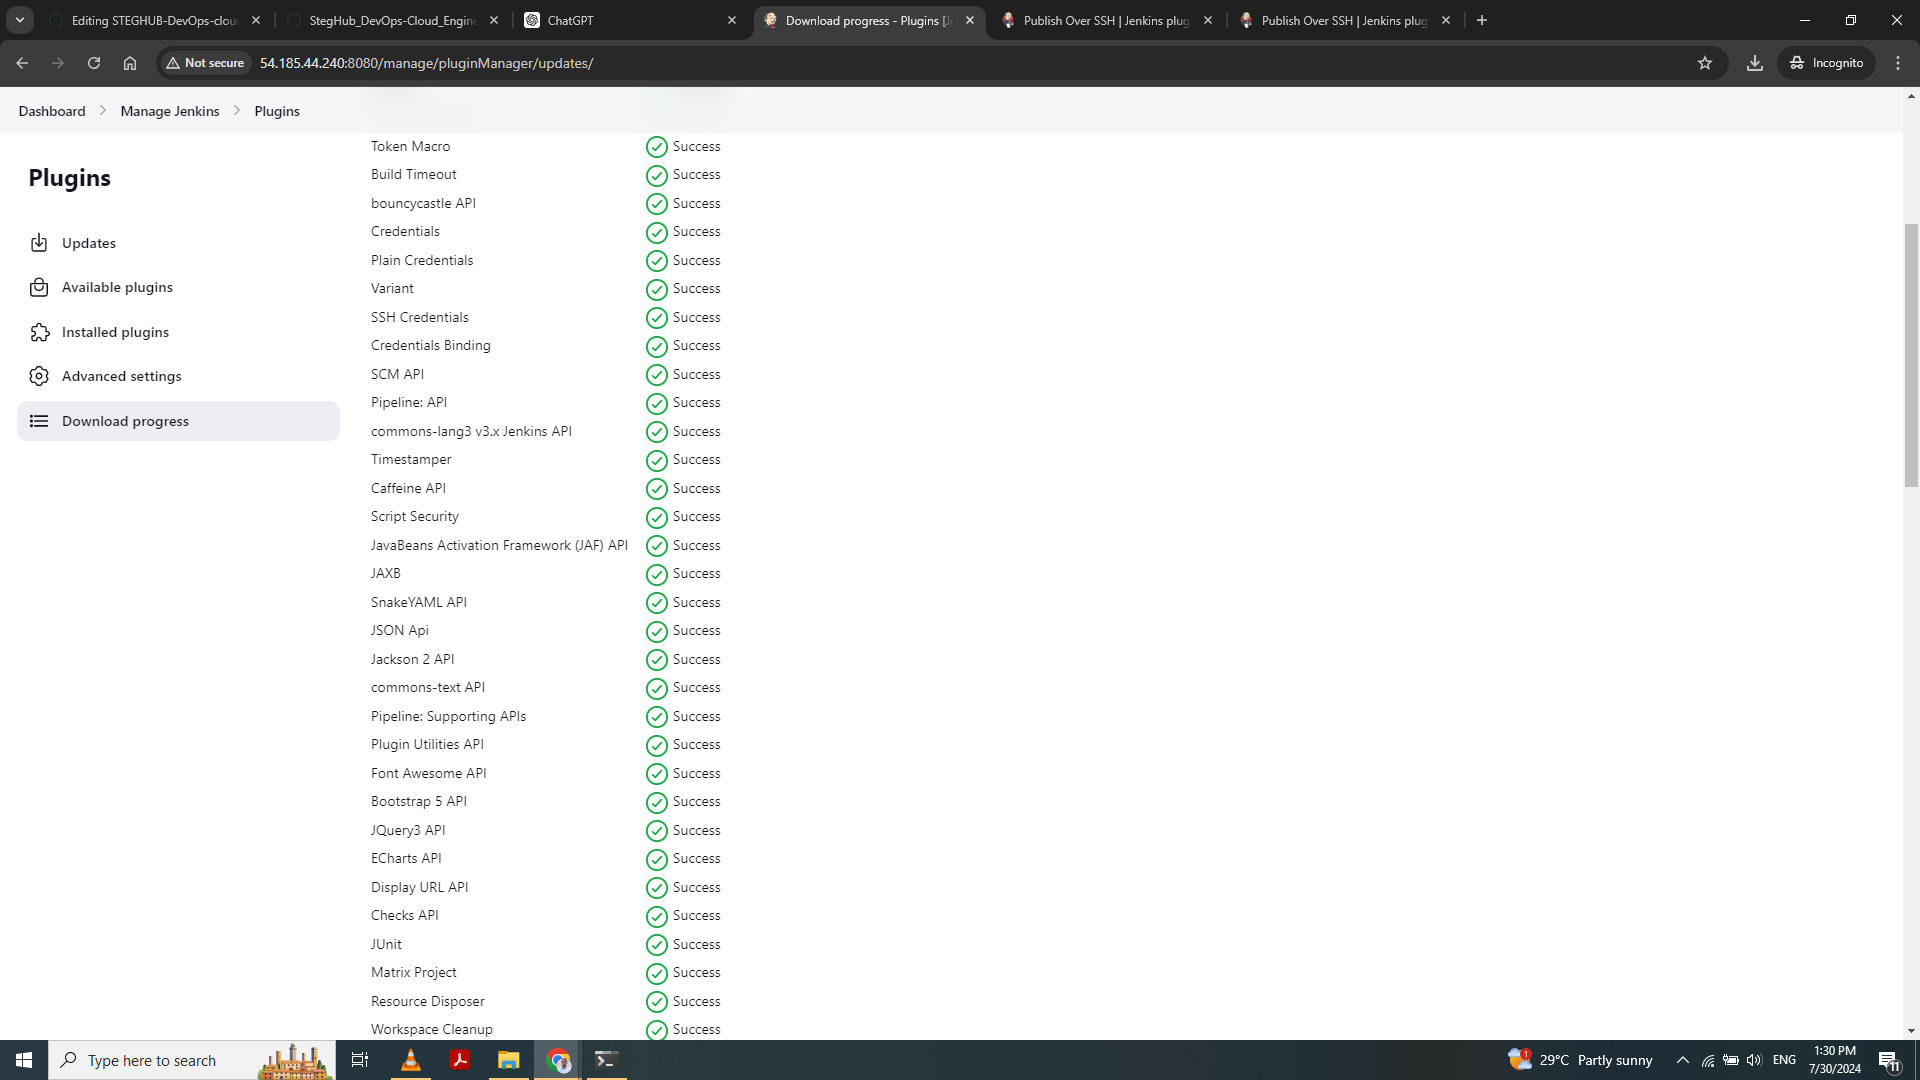 Editing STEGHUB-DevOps-clou
StegHub_DevOps-Cloud_Engine
ChatGPT
Download progress - Plugins [Je
Publish Over SSH | Jenkins plug
Publish Over SSH | Jenkins plug
Not secure
54.185.44.240:8080/manage/pluginManager/updates/
Incognito
Dashboard
Manage Jenkins
Plugins
Plugins
Updates
Available plugins
Installed plugins
Advanced settings
Download progress
Token Macro Success
Build Timeout Success
bouncycastle API Success
Credentials Success
Plain Credentials Success
Variant Success
SSH Credentials Success
Credentials Binding Success
SCM API Success
Pipeline: API Success
commons-lang3 v3.x Jenkins API Success
Timestamper Success
Caffeine API Success
Script Security Success
JavaBeans Activation Framework (JAF) API Success
JAXB Success
SnakeYAML API Success
JSON Api Success
Jackson 2 API Success
commons-text API Success
Pipeline: Supporting APIs Success
Plugin Utilities API Success
Font Awesome API Success
Bootstrap 5 API Success
JQuery3 API Success
ECharts API Success
Display URL API Success
Checks API Success
JUnit Success
Matrix Project Success
Resource Disposer Success
Workspace Cleanup Success
Type here to search
1
29°C Partly sunny
ENG
1:30 PM
7/30/2024
11